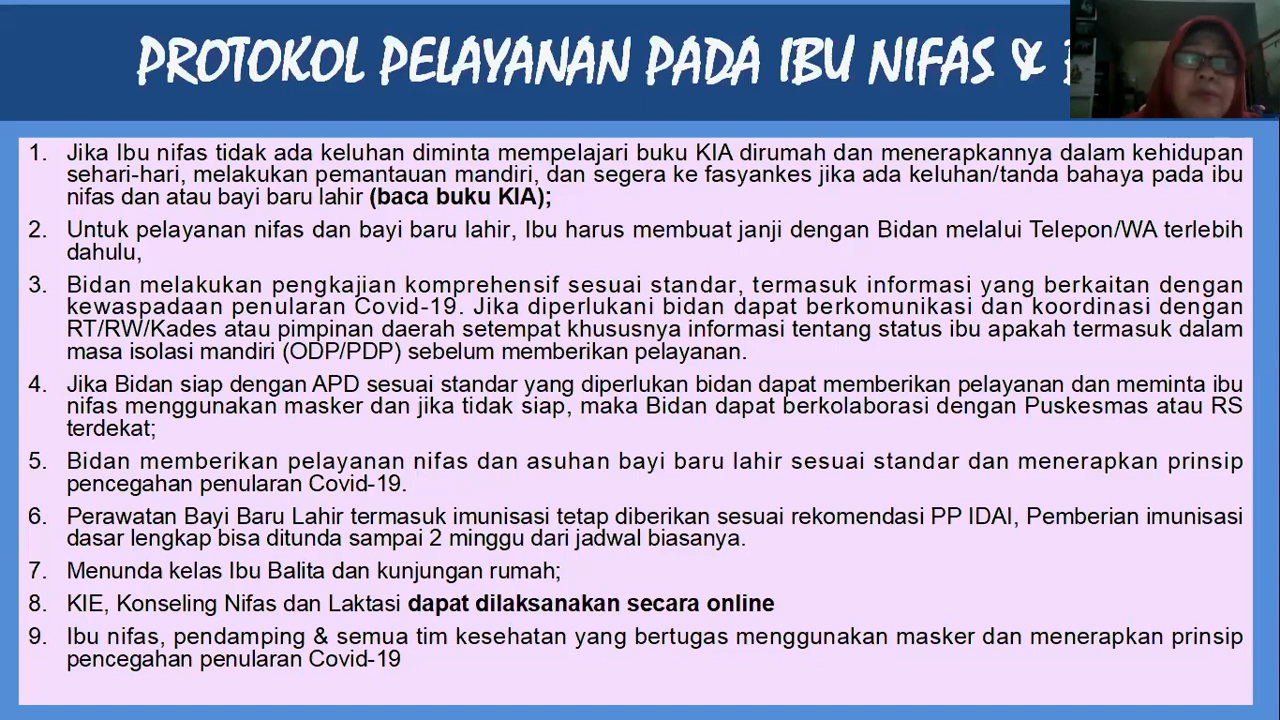 PROTOKOL PELAYANAN PADA IBU NIFAS &
1. Jika Ibu nifas tidak ada keluhan diminta mempelajari buku KIA dirumah dan menerapkannya dalam kehidupan
sehari-hari, melakukan pemantauan mandiri, dan segera ke fasyankes jika ada keluhan/tanda bahaya pada ibu
nifas dan atau bayi baru lahir (baca buku KIA);
2. Untuk pelayanan nifas dan bayi baru lahir, Ibu harus membuat janji dengan Bidan melalui Telepon/WA terlebih
dahulu,
3. Bidan melakukan pengkajian komprehensif sesuai standar, termasuk informasi yang berkaitan dengan
kewaspadaan penularan Covid-19. Jika diperlukani bidan dapat berkomunikasi dan koordinasi dengan
RT/RW/Kades atau pimpinan daerah setempat khususnya informasi tentang status ibu apakah termasuk dalam
masa isolasi mandiri (ODP/PDP) sebelum memberikan pelayanan.
4. Jika Bidan siap dengan APD sesuai standar yang diperlukan bidan dapat memberikan pelayanan dan meminta ibu
nifas menggunakan masker dan jika tidak siap, maka Bidan dapat berkolaborasi dengan Puskesmas atau RS
terdekat;
5. Bidan memberikan pelayanan nifas dan asuhan bayi baru lahir sesuai standar dan menerapkan prinsip
pencegahan penularan Covid-19.
6. Perawatan Bayi Baru Lahir termasuk imunisasi tetap diberikan sesuai rekomendasi PP IDAI, Pemberian imunisasi
dasar lengkap bisa ditunda sampai 2 minggu dari jadwal biasanya.
7. Menunda kelas Ibu Balita dan kunjungan rumah;
8. KIE, Konseling Nifas dan Laktasi dapat dilaksanakan secara online
9. Ibu nifas, pendamping & semua tim kesehatan yang bertugas menggunakan masker dan menerapkan prinsip
pencegahan penularan Covid-19